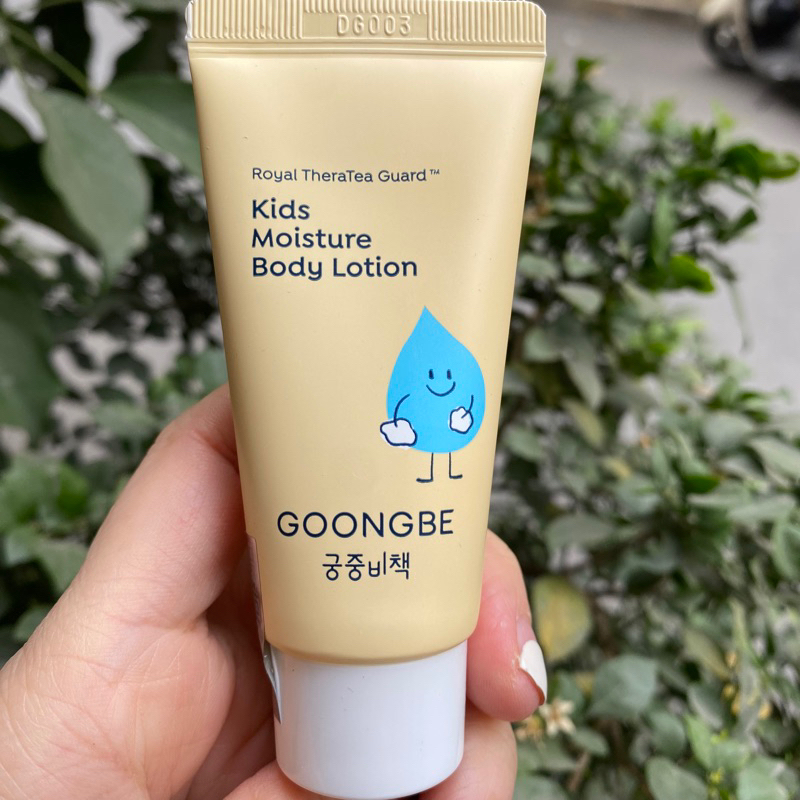 DG003
Royal TheraTea Guard™
Kids
Moisture
Body Lotion
GOONGBE
궁중비책